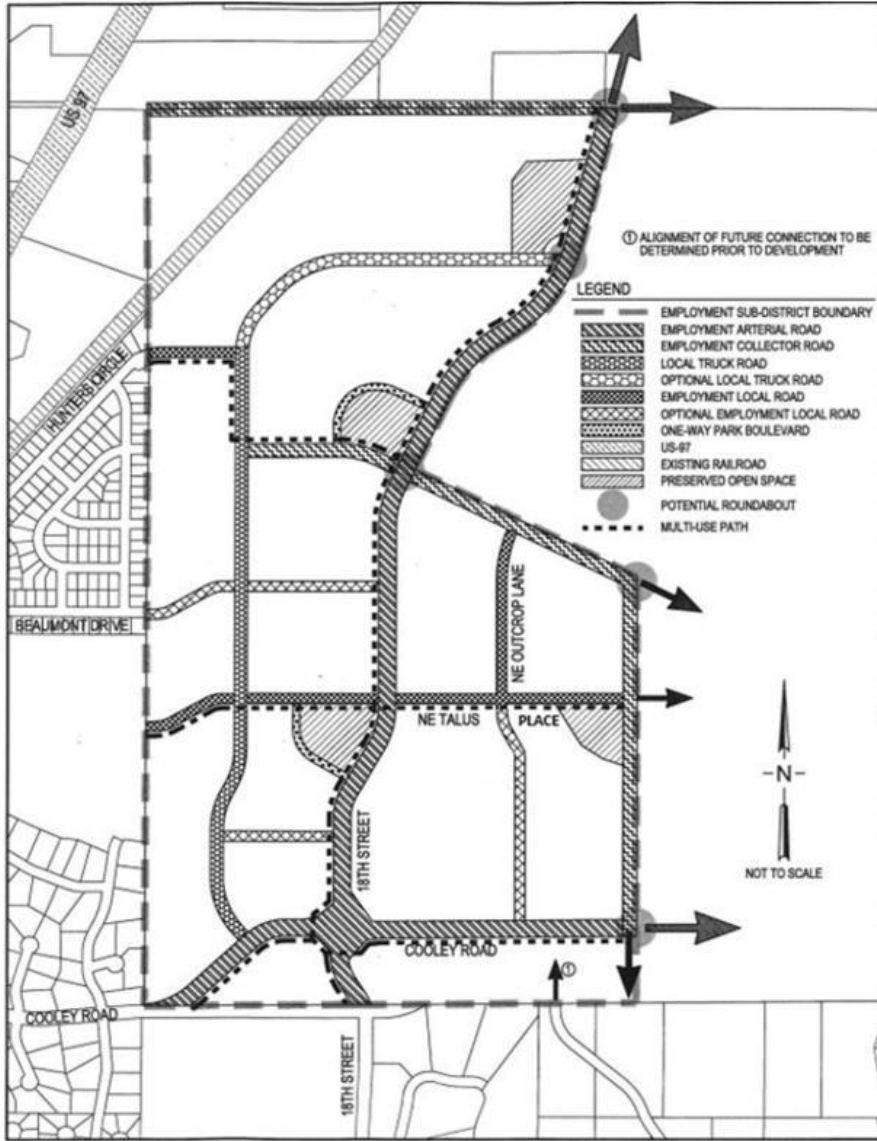 US 97
① ALIGNMENT OF FUTURE CONNECTION TO BE
DETERMINED PRIOR TO DEVELOPMENT
LEGEND
EMPLOYMENT SUB-DISTRICT BOUNDARY
EMPLOYMENT ARTERIAL ROAD
EMPLOYMENT COLLECTOR ROAD
LOCAL TRUCK ROAD
OPTIONAL LOCAL TRUCK ROAD
EMPLOYMENT LOCAL ROAD
OPTIONAL EMPLOYMENT LOCAL ROAD
ONE-WAY PARK BOULEVARD
US-97
EXISTING RAILROAD
PRESERVED OPEN SPACE
POTENTIAL ROUNDABOUT
MULTI-USE PATH
HUNTERS CIRCLE
BEAUMONT DRIVE
NE OUTCROP LANE
NE TALUS PLACE
-N-
NOT TO SCALE
18TH STREET
COOLEY ROAD
①
COOLEY ROAD
18TH STREET